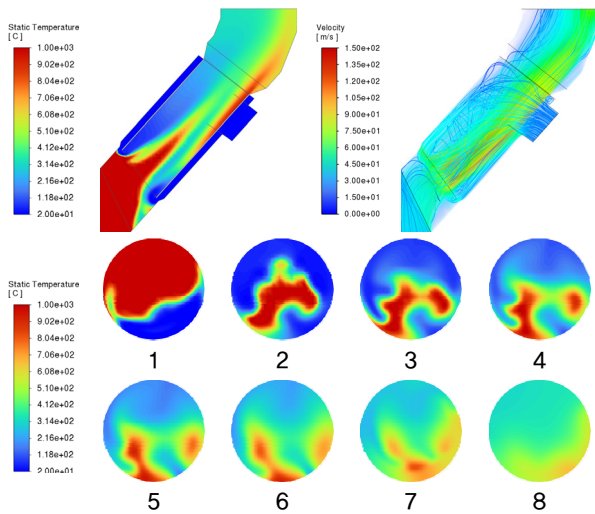 Static Temperature
[ C ]
1.00e+03
9.02e+02
8.04e+02
7.06e+02
6.08e+02
5.10e+02
4.12e+02
3.14e+02
2.16e+02
1.18e+02
2.00e+01
Velocity
[ m/s ]
1.50e+02
1.35e+02
1.20e+02
1.05e+02
9.00e+01
7.50e+01
6.00e+01
4.50e+01
3.00e+01
1.50e+01
0.00e+00
Static Temperature
[ C ]
1.00e+03
9.02e+02
8.04e+02
7.06e+02
6.08e+02
5.10e+02
4.12e+02
3.14e+02
2.16e+02
1.18e+02
2.00e+01
1 2 3 4
5 6 7 8